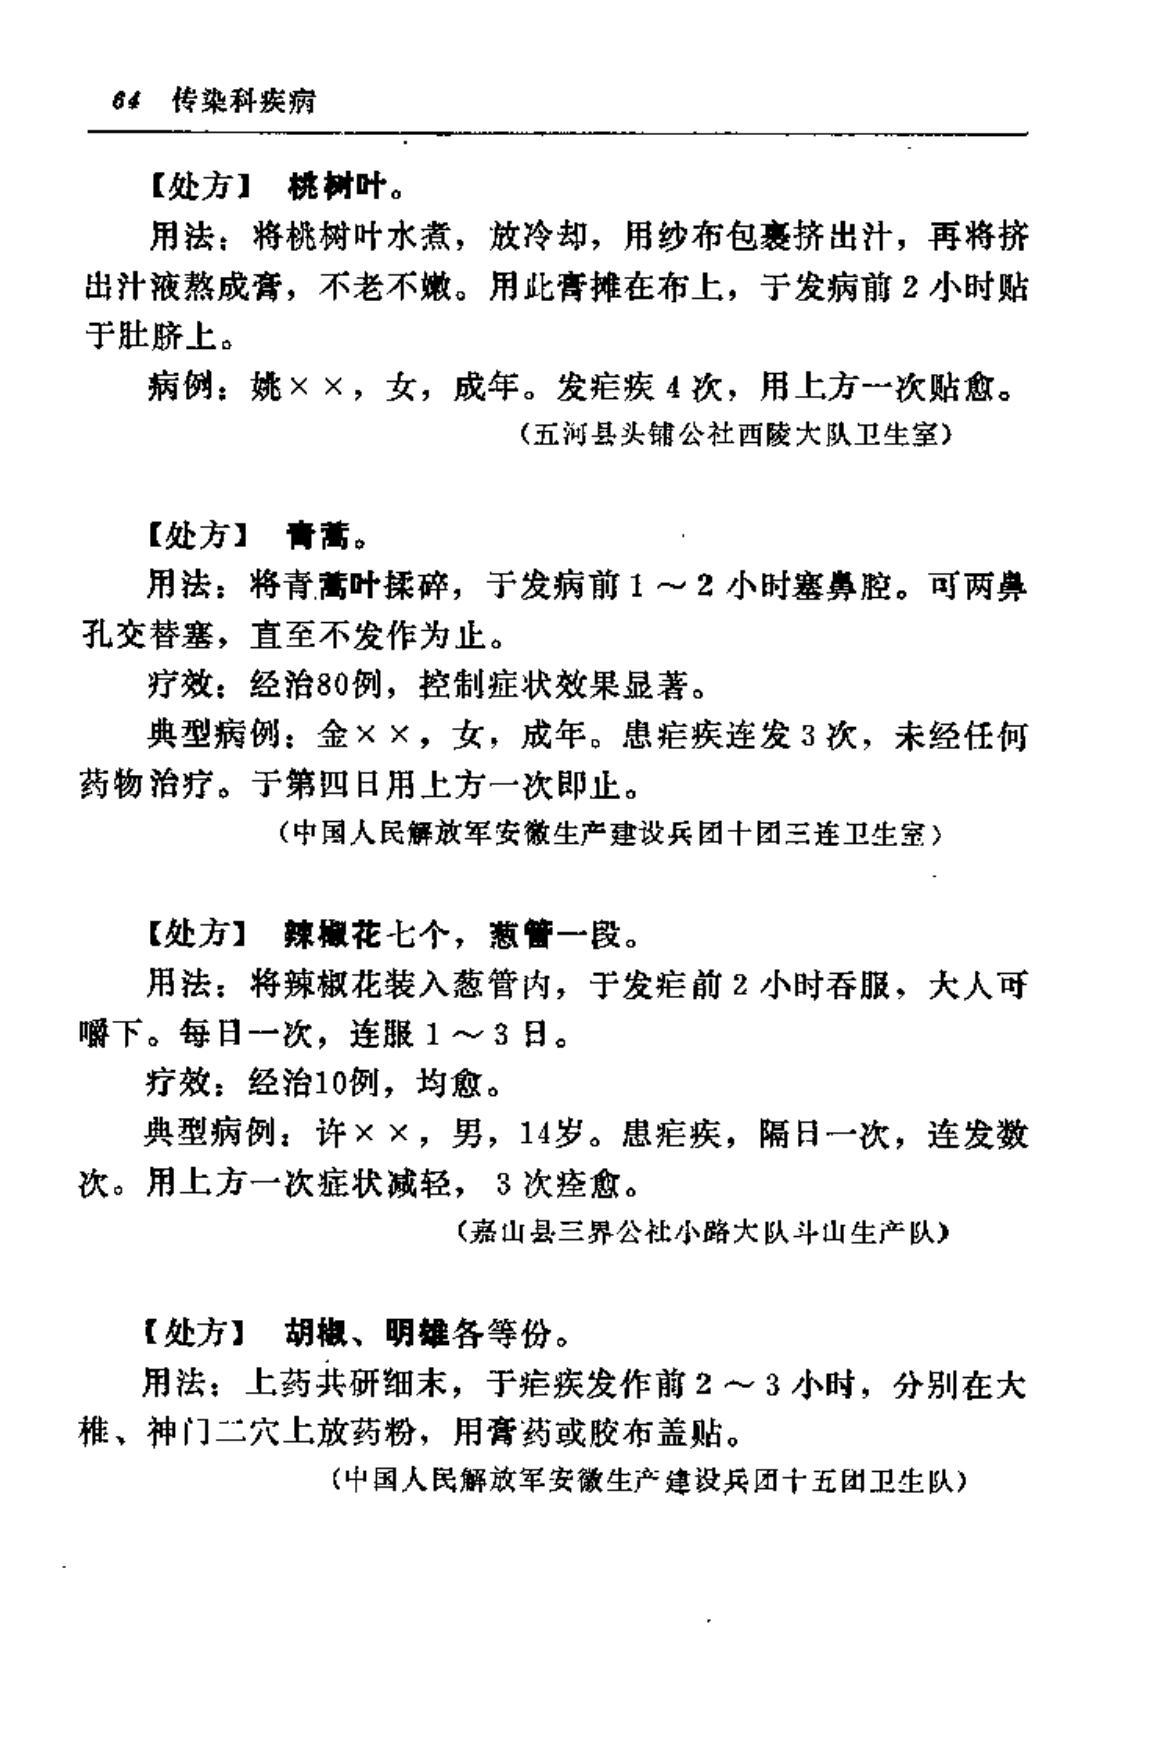 64 传染科疾病
【处方】 桃树叶。
用法：将桃树叶水煮，放冷却，用纱布包裹挤出汁，再将挤
出汁液熬成膏，不老不嫩。用此膏摊在布上，于发病前2小时贴
于肚脐上。
病例：姚××，女，成年。发疟疾4次，用上方一次贴愈。
（五河县头铺公社西陵大队卫生室）
【处方】 青蒿。
用法：将青蒿叶揉碎，于发病前1～2小时塞鼻腔。可两鼻
孔交替塞，直至不发作为止。
疗效：经治80例，控制症状效果显著。
典型病例：金××，女，成年。患疟疾连发3次，未经任何
药物治疗。于第四日用上方一次即止。
（中国人民解放军安徽生产建设兵团十团三连卫生室）
【处方】 辣椒花七个，葱管一段。
用法：将辣椒花装入葱管内，于发疟前2小时吞服，大人可
嚼下。每日一次，连服1～3日。
疗效：经治10例，均愈。
典型病例：许××，男，14岁。患疟疾，隔日一次，连发数
次。用上方一次症状减轻，3次痊愈。
（嘉山县三界公社小路大队斗山生产队）
【处方】 胡椒、明雄各等份。
用法：上药共研细末，于疟疾发作前2～3小时，分别在大
椎、神门二穴上放药粉，用膏药或胶布盖贴。
（中国人民解放军安徽生产建设兵团十五团卫生队）